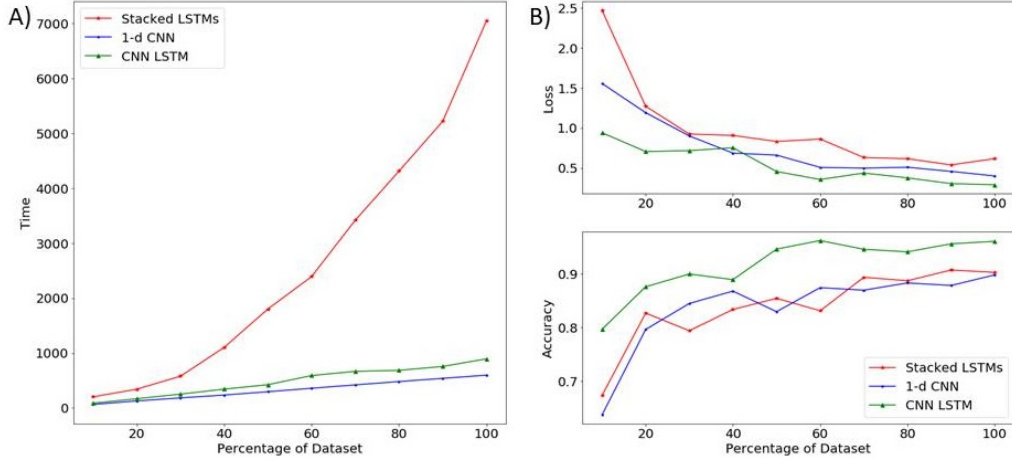 A)
Stacked LSTMs
1-d CNN
CNN LSTM
7000
6000
5000
4000
3000
2000
1000
0
Time
20 40 60 80 100
Percentage of Dataset
B)
2.5
2.0
1.5
1.0
0.5
Loss
20 40 60 80 100
0.9
0.8
0.7
Accuracy
Stacked LSTMs
1-d CNN
CNN LSTM
20 40 60 80 100
Percentage of Dataset